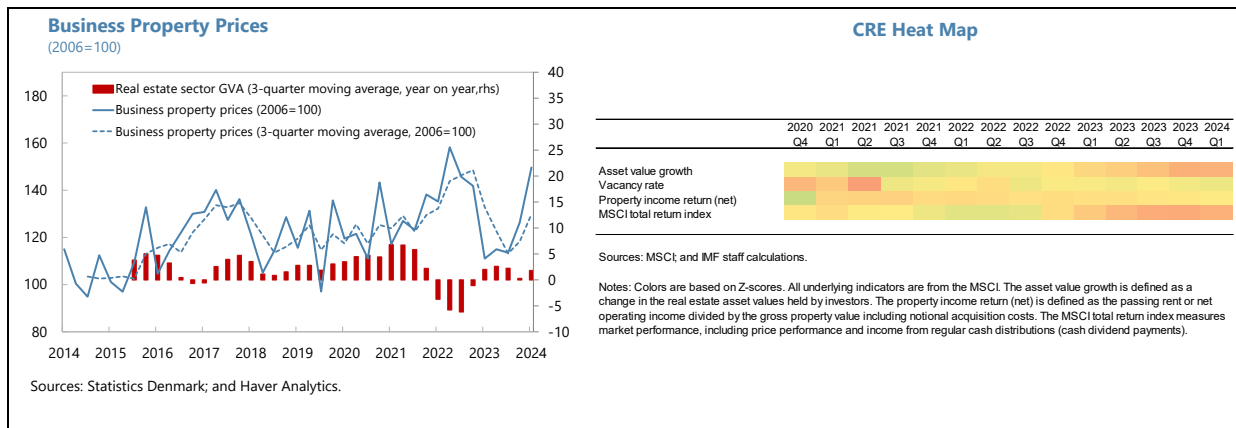 Business Property Prices
(2006=100)
Real estate sector GVA (3-quarter moving average, year on year,rhs)
Business property prices (2006=100)
Business property prices (3-quarter moving average, 2006=100)
180
160
140
120
100
80
40
35
30
25
20
15
10
5
0
-5
-10
2014 2015 2016 2017 2018 2019 2020 2021 2022 2023 2024
Sources: Statistics Denmark; and Haver Analytics.
CRE Heat Map
2020 2021 2021 2021 2021 2022 2022 2022 2022 2023 2023 2023 2023 2024
Q4 Q1 Q2 Q3 Q4 Q1 Q2 Q3 Q4 Q1 Q2 Q3 Q4 Q1
Asset value growth
Vacancy rate
Property income return (net)
MSCI total return index
Sources: MSCI; and IMF staff calculations.
Notes: Colors are based on Z-scores. All underlying indicators are from the MSCI. The asset value growth is defined as a
change in the real estate asset values held by investors. The property income return (net) is defined as the passing rent or net
operating income divided by the gross property value including notional acquisition costs. The MSCI total return index measures
market performance, including price performance and income from regular cash distributions (cash dividend payments).